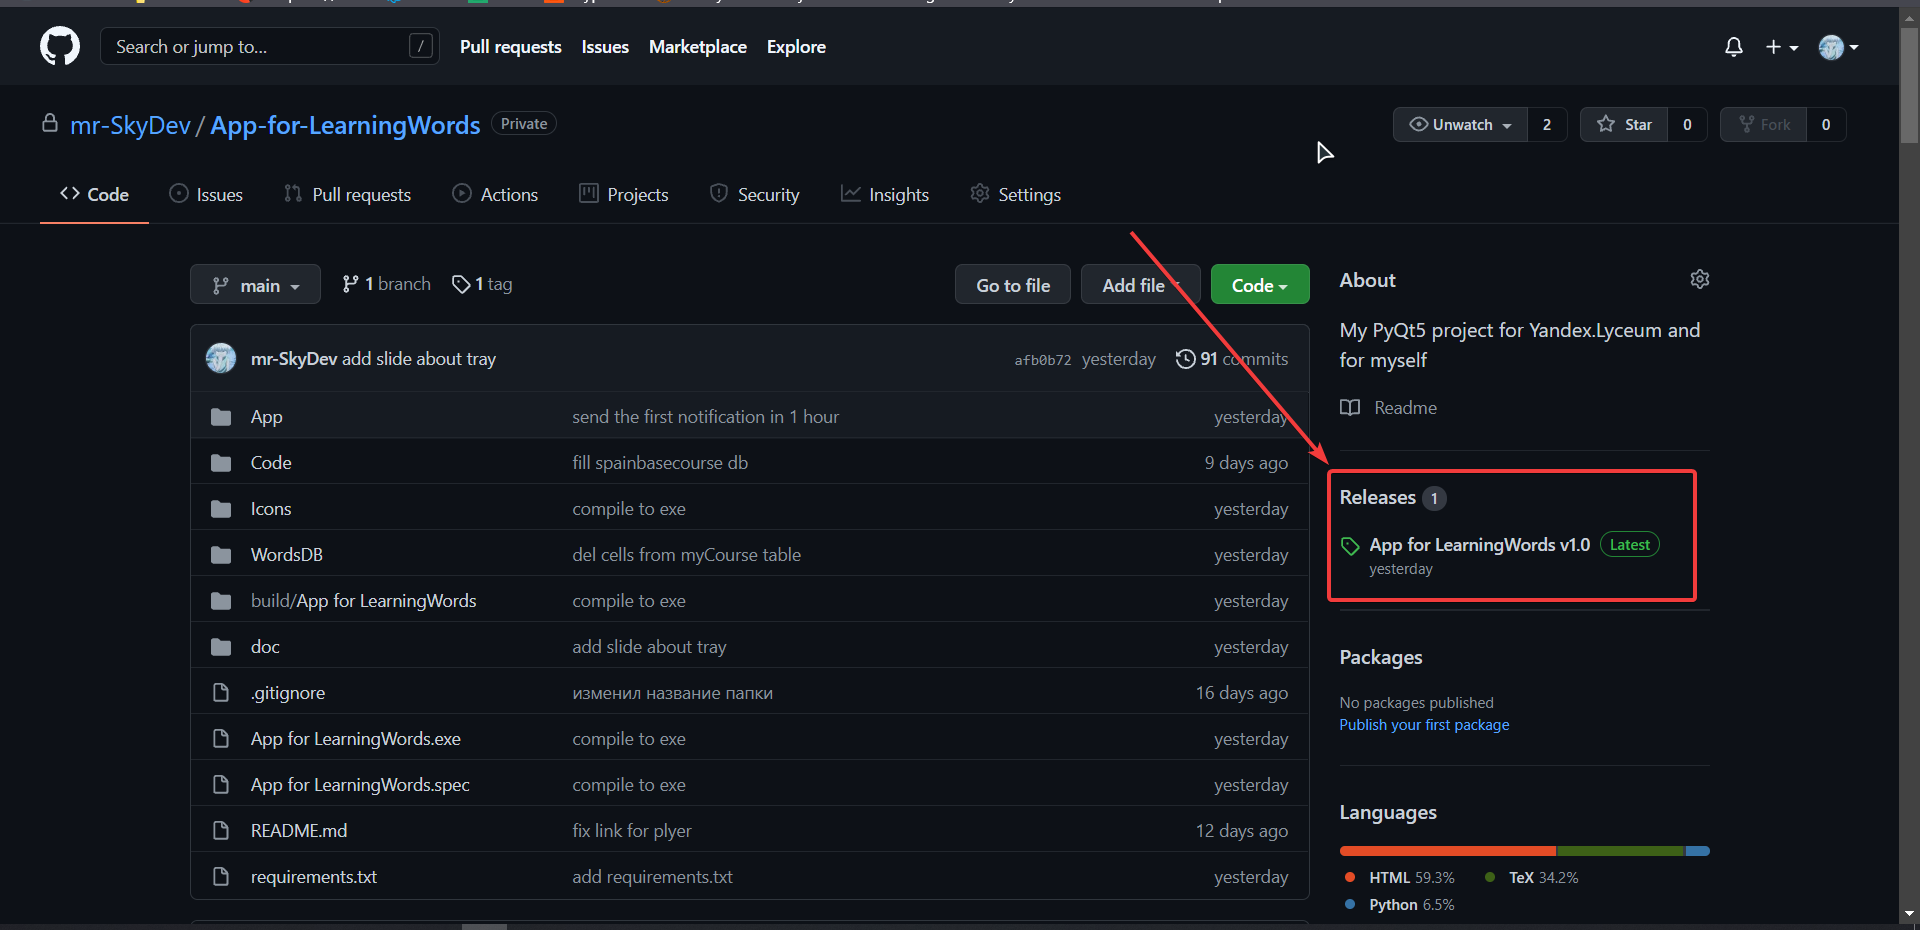 Search or jump to... /
Pull requests Issues Marketplace Explore
mr-SkyDev / App-for-LearningWords Private
Unwatch 2 Star 0 Fork 0
Code Issues Pull requests Actions Projects Security Insights Settings
main 1 branch 1 tag Go to file Add file Code
mr-SkyDev add slide about tray afb0b72 yesterday 91 commits
App send the first notification in 1 hour yesterday
Code fill spainbasecourse db 9 days ago
Icons compile to exe yesterday
WordsDB del cells from myCourse table yesterday
build/App for LearningWords compile to exe yesterday
doc add slide about tray yesterday
.gitignore изменил название папки 16 days ago
App for LearningWords.exe compile to exe yesterday
App for LearningWords.spec compile to exe yesterday
README.md fix link for plyer 12 days ago
requirements.txt add requirements.txt yesterday
About
My PyQt5 project for Yandex.Lyceum and
for myself
Readme
Releases 1
App for LearningWords v1.0 Latest
yesterday
Packages
No packages published
Publish your first package
Languages
HTML 59.3% TeX 34.2%
Python 6.5%